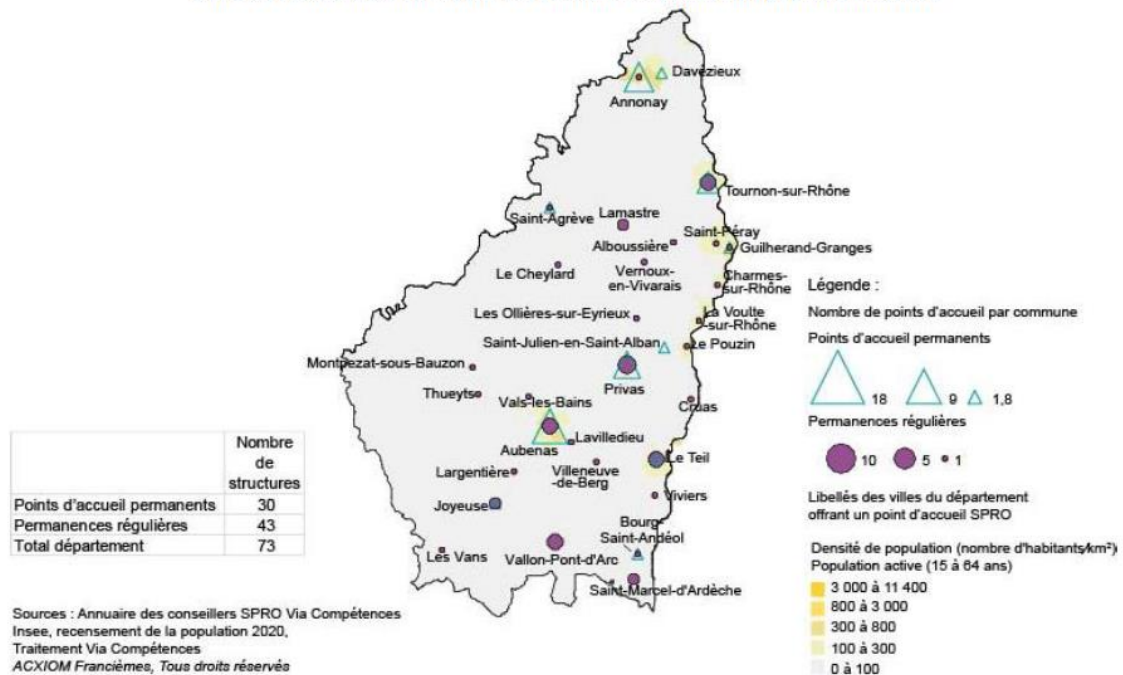 Davézieux
Annonay
Tournon-sur-Rhône
Saint-Agrève
Lamastre
Saint-Péray
Alboussière
Guilherand-Granges
Le Cheylard
Vernoux-
en-Vivarais
Charmes-
sur-Rhône
Les Ollières-sur-Eyrieux
La Voulte
-sur-Rhône
Saint-Julien-en-Saint-Alban
Le Pouzin
Montpezat-sous-Bauzon
Privas
Thueyts
Vals-les-Bains
Cruas
Aubenas
Lavilledieu
Le Teil
Largentière
Villeneuve
-de-Berg
Joyeuse
Viviers
Bourg-
Saint-Andéol
Les Vans
Vallon-Pont-d'Arc
Saint-Marcel-d'Ardèche
Légende :
Nombre de points d'accueil par commune
Points d'accueil permanents
18 9 1,8
Permanences régulières
10 5 1
Libellés des villes du département
offrant un point d'accueil SPRO
Densité de population (nombre d'habitants/km²)
Population active (15 à 64 ans)
3 000 à 11 400
800 à 3 000
300 à 800
100 à 300
0 à 100
Nombre
de
structures
Points d'accueil permanents 30
Permanences régulières 43
Total département 73
Sources : Annuaire des conseillers SPRO Via Compétences
Insee, recensement de la population 2020,
Traitement Via Compétences
ACXIOM Francièmes, Tous droits réservés